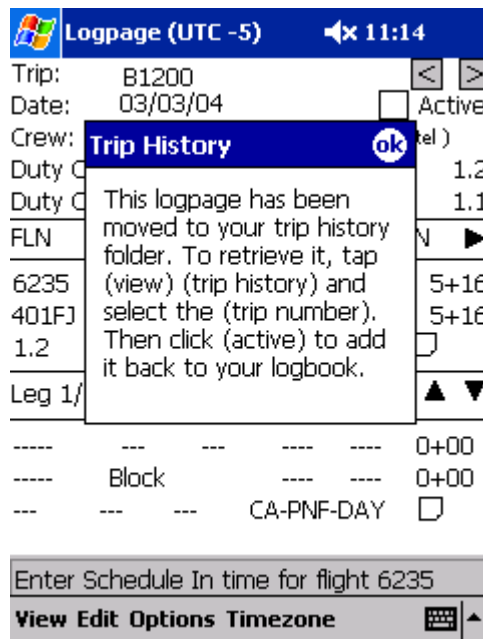 Logpage (UTC -5) 11:14
Trip: B1200 < >
Date: 03/03/04 Active
Crew: tel )
Trip History ok
Duty 1.2
Duty 1.1
This logpage has been
moved to your trip history
folder. To retrieve it, tap
(view) (trip history) and
select the (trip number).
Then click (active) to add
it back to your logbook.
FLN N
6235 5+16
401FJ 5+16
1.2
Leg 1/
----- --- --- ---- ---- 0+00
----- Block ---- ---- 0+00
--- --- --- CA-PNF-DAY
Enter Schedule In time for flight 6235
View Edit Options Timezone